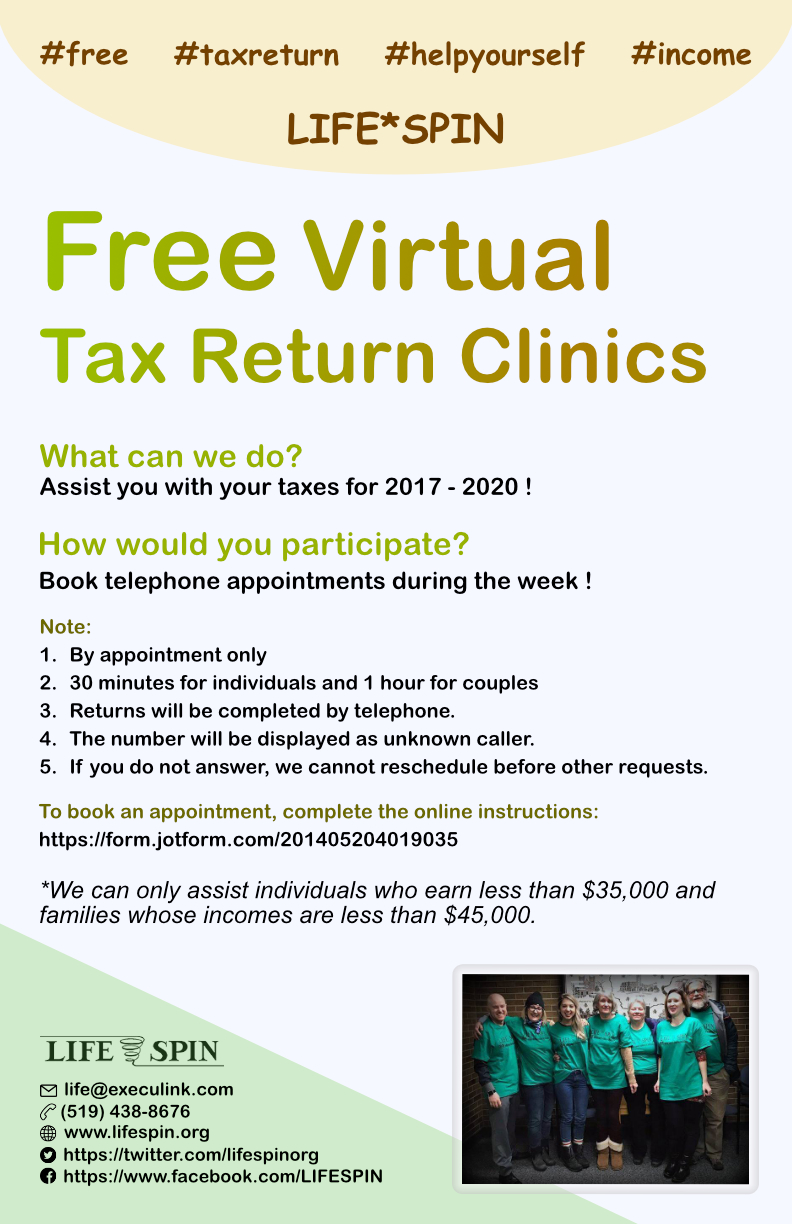 #free #taxreturn #helpyourself #income
LIFE*SPIN
Free Virtual
Tax Return Clinics
What can we do?
Assist you with your taxes for 2017 - 2020 !
How would you participate?
Book telephone appointments during the week !
Note:
1. By appointment only
2. 30 minutes for individuals and 1 hour for couples
3. Returns will be completed by telephone.
4. The number will be displayed as unknown caller.
5. If you do not answer, we cannot reschedule before other requests.
To book an appointment, complete the online instructions:
https://form.jotform.com/201405204019035
*We can only assist individuals who earn less than $35,000 and
families whose incomes are less than $45,000.
LIFE SPIN
life@execulink.com
(519) 438-8676
www.lifespin.org
https://twitter.com/lifespinorg
https://www.facebook.com/LIFESPIN